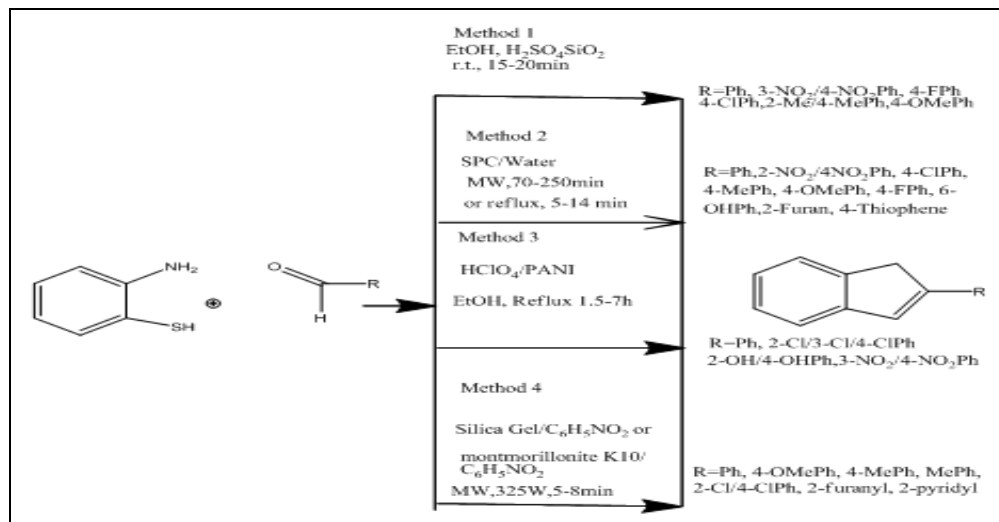 Method 1
EtOH, H₂SO₄SiO₂
r.t., 15-20min
R=Ph, 3-NO₂/4-NO₂Ph, 4-FPh
4-ClPh,2-Me/4-MePh,4-OMePh
Method 2
SPC/Water
MW,70-250min
or reflux, 5-14 min
R=Ph,2-NO₂/4NO₂Ph, 4-ClPh,
4-MePh, 4-OMePh, 4-FPh, 6-
OHPh,2-Furan, 4-Thiophene
Method 3
HClO₄/PANI
EtOH, Reflux 1.5-7h
NH₂
SH
⊕
O
R
H
R
R=Ph, 2-Cl/3-Cl/4-ClPh
2-OH/4-OHPh,3-NO₂/4-NO₂Ph
Method 4
Silica Gel/C₆H₅NO₂ or
montmorillonite K10/
C₆H₅NO₂
MW,325W,5-8min
R=Ph, 4-OMePh, 4-MePh, MePh,
2-Cl/4-ClPh, 2-furanyl, 2-pyridyl